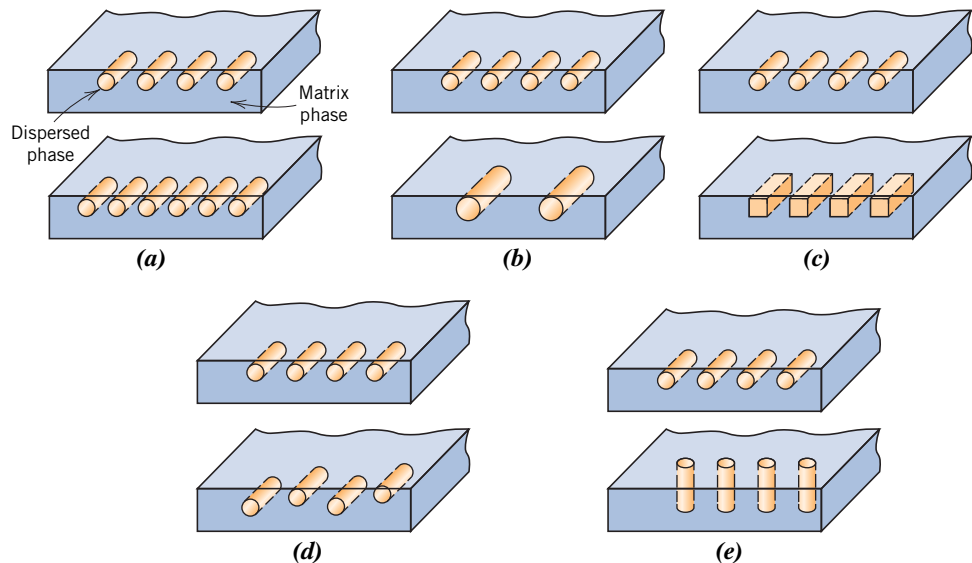 Matrix
phase
Dispersed
phase
(a)
(b)
(c)
(d)
(e)